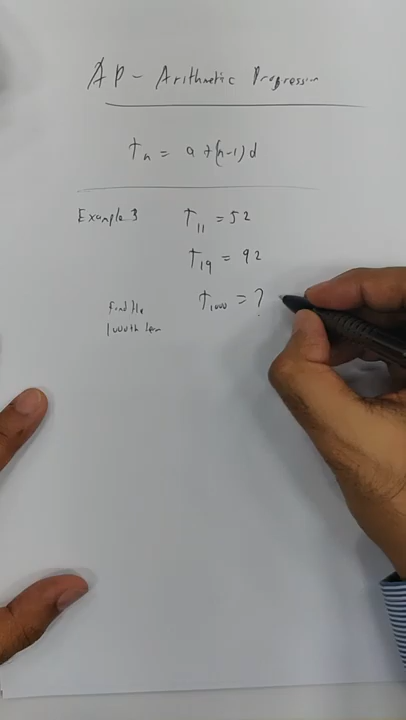 AP - Arithmetic Progression
Tn = a + (n-1) d
Example 3 T11 = 52
T19 = 92
T1000 = ?
find the
1000th term